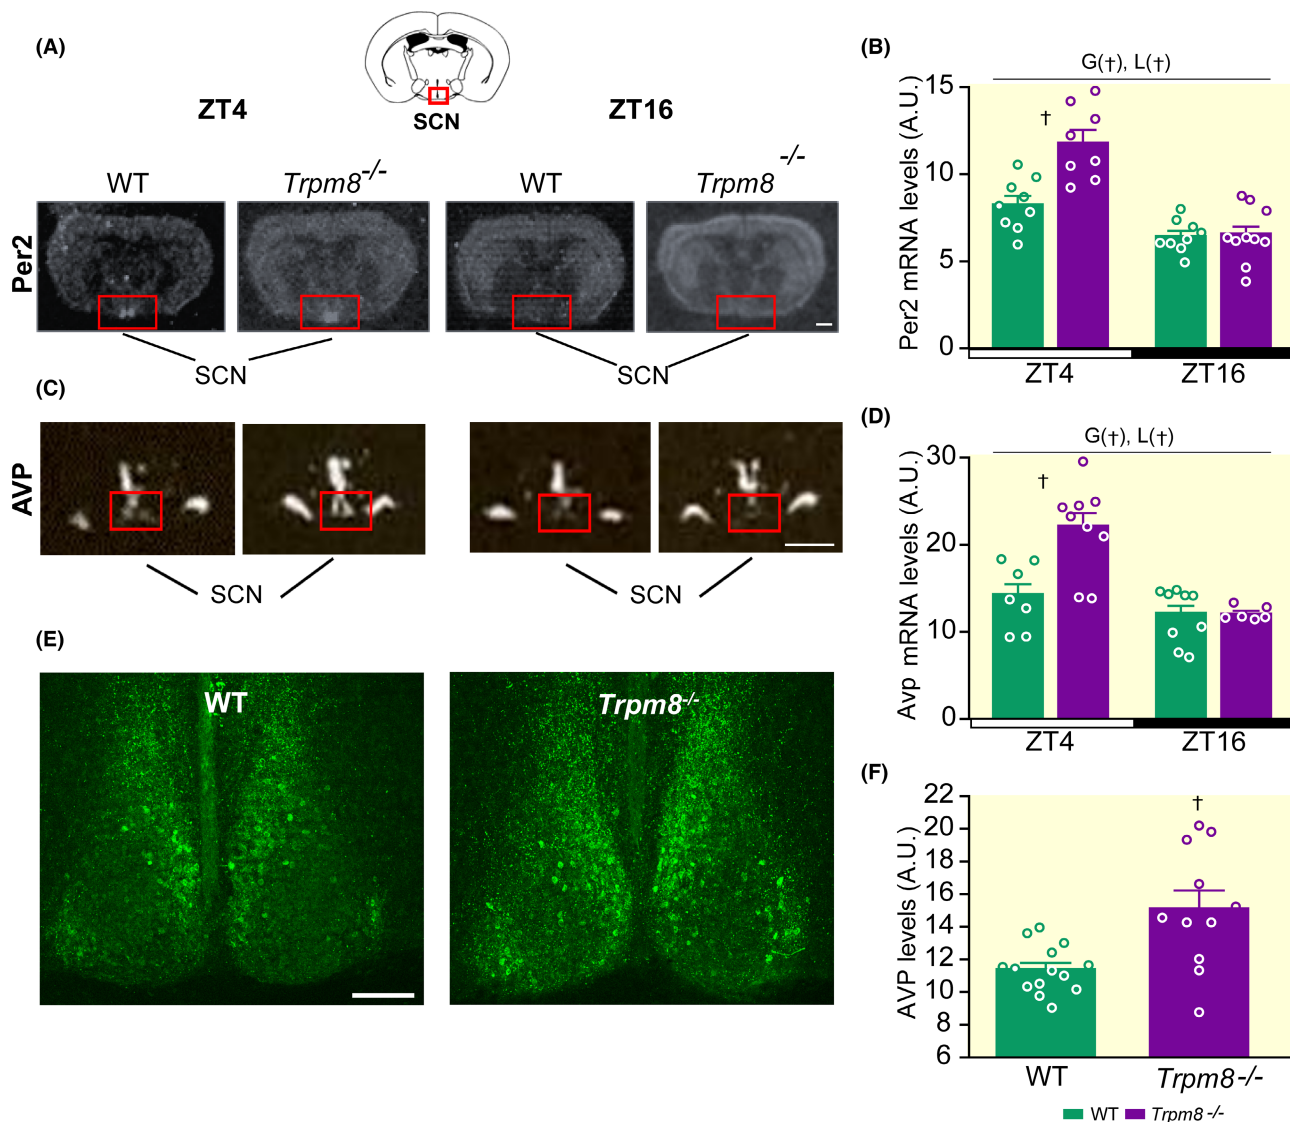 (A)
SCN
ZT4
ZT16
WT
Trpm8-/-
WT
Trpm8-/-
Per2
SCN
SCN
(B)
G(†), L(†)
Per2 mRNA levels (A.U.)
15
10
5
0
†
ZT4
ZT16
(C)
AVP
SCN
SCN
(D)
G(†), L(†)
Avp mRNA levels (A.U.)
30
20
10
0
†
ZT4
ZT16
(E)
WT
Trpm8-/-
(F)
AVP levels (A.U.)
22
20
18
16
14
12
10
8
6
†
WT
Trpm8-/-
WT Trpm8-/-